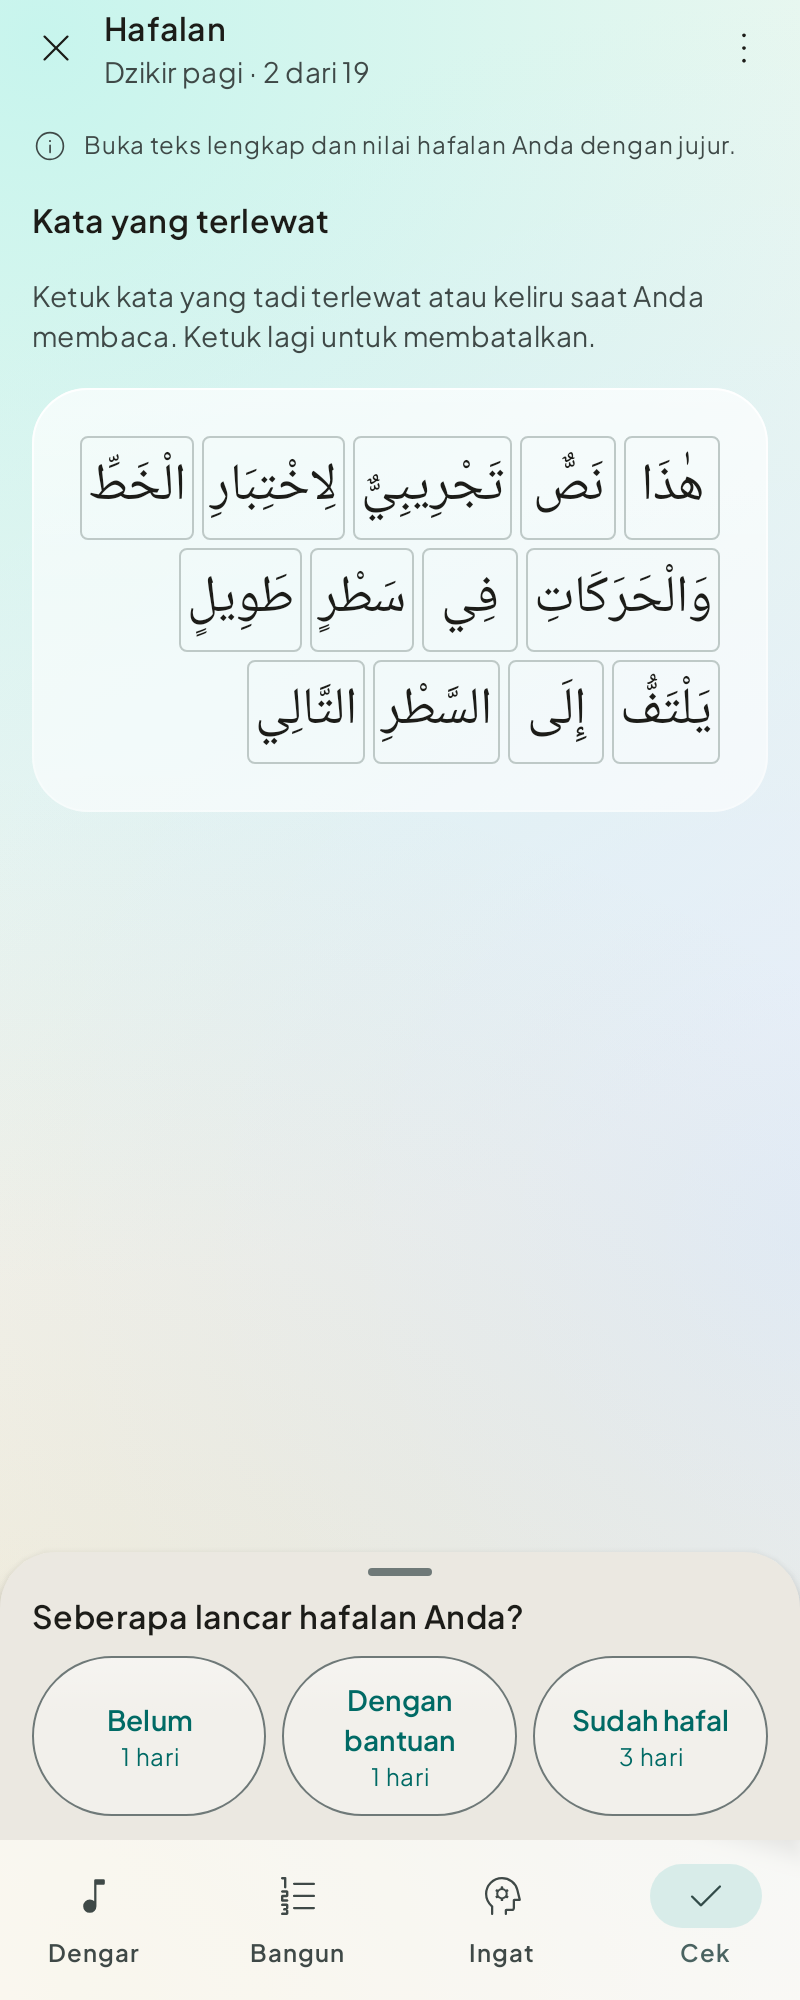 Hafalan
Dzikir pagi · 2 dari 19
Buka teks lengkap dan nilai hafalan Anda dengan jujur.
Kata yang terlewat
Ketuk kata yang tadi terlewat atau keliru saat Anda
membaca. Ketuk lagi untuk membatalkan.
هٰذَا نَصٌّ تَجْرِيبِيٌّ لِاخْتِبَارِ الْخَطِّ
وَالْحَرَكَاتِ فِي سَطْرٍ طَوِيلٍ
يَلْتَفُّ إِلَى السَّطْرِ التَّالِي
Seberapa lancar hafalan Anda?
Belum
1 hari
Dengan
bantuan
1 hari
Sudah hafal
3 hari
Dengar
Bangun
Ingat
Cek